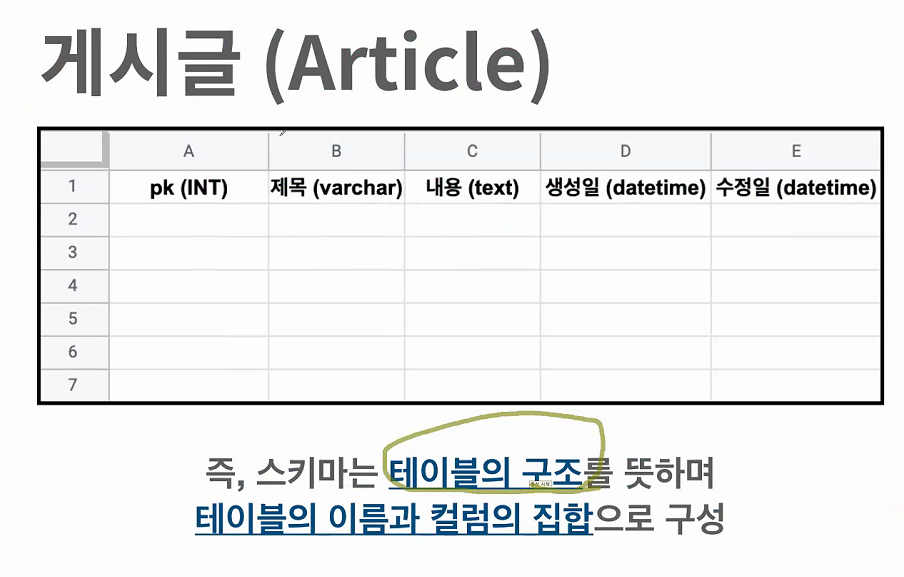 게시글 (Article)
A B C D E
1 pk (INT) 제목 (varchar) 내용 (text) 생성일 (datetime) 수정일 (datetime)
2
3
4
5
6
7
즉, 스키마는 테이블의 구조를 뜻하며
테이블의 이름과 컬럼의 집합으로 구성